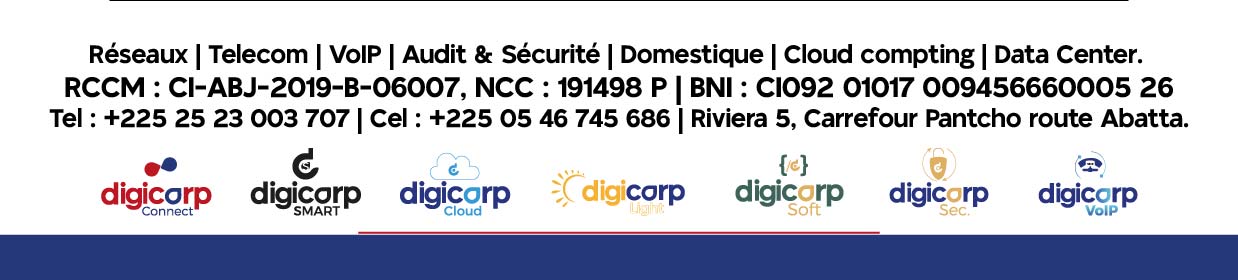 Réseaux | Telecom | VoIP | Audit & Sécurité | Domestique | Cloud compting | Data Center.
RCCM : CI-ABJ-2019-B-06007, NCC : 191498 P | BNI : CI092 01017 009456660005 26
Tel : +225 25 23 003 707 | Cel : +225 05 46 745 686 | Riviera 5, Carrefour Pantcho route Abatta.
digicorp Connect
digicorp SMART
digicorp Cloud
digicorp Light
digicorp Soft
digicorp Sec.
digicorp VoIP